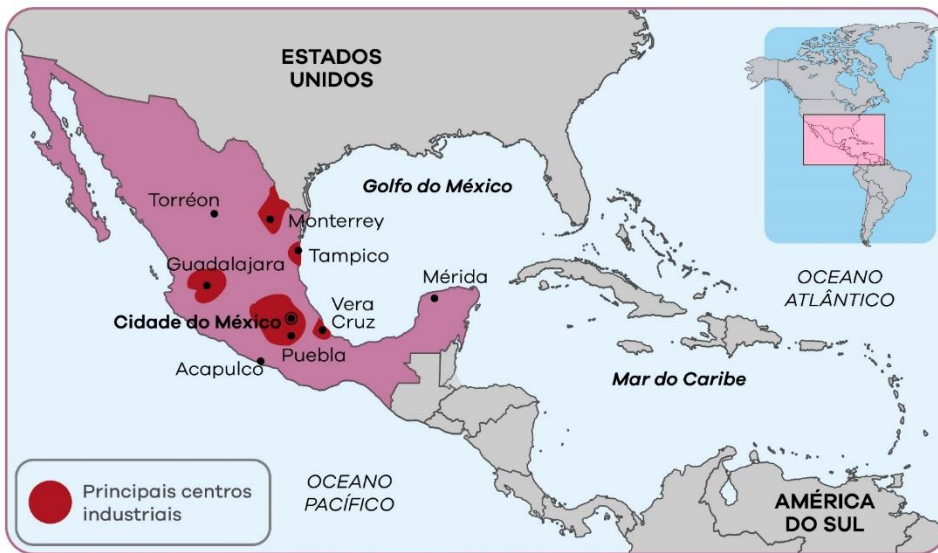 ESTADOS
UNIDOS
Golfo do México
Torréon
Monterrey
Tampico
Guadalajara
Mérida
Vera
Cruz
Cidade do México
Puebla
Acapulco
OCEANO
ATLÂNTICO
Mar do Caribe
OCEANO
PACÍFICO
AMÉRICA
DO SUL
Principais centros
industriais